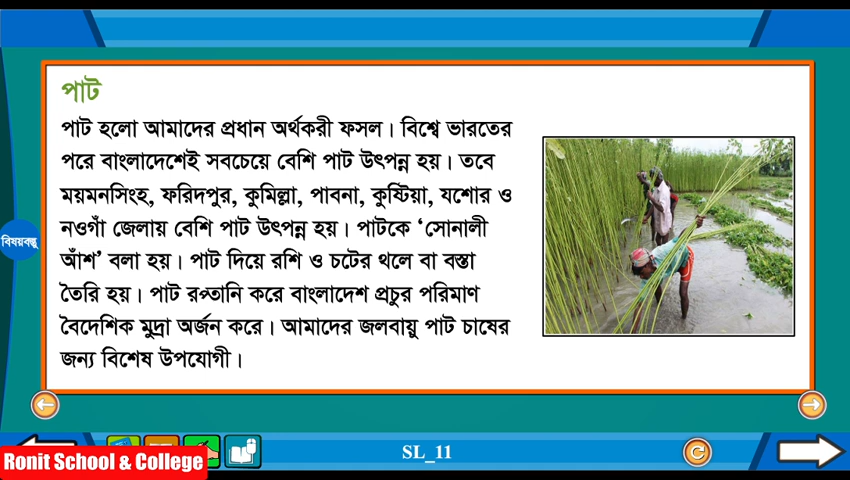 পাট
পাট হলো আমাদের প্রধান অর্থকরী ফসল। বিশ্বে ভারতের
পরে বাংলাদেশেই সবচেয়ে বেশি পাট উৎপন্ন হয়। তবে
ময়মনসিংহ, ফরিদপুর, কুমিল্লা, পাবনা, কুষ্টিয়া, যশোর ও
নওগাঁ জেলায় বেশি পাট উৎপন্ন হয়। পাটকে ‘সোনালী
আঁশ’ বলা হয়। পাট দিয়ে রশি ও চটের থলে বা বস্তা
তৈরি হয়। পাট রপ্তানি করে বাংলাদেশ প্রচুর পরিমাণ
বৈদেশিক মুদ্রা অর্জন করে। আমাদের জলবায়ু পাট চাষের
জন্য বিশেষ উপযোগী।
বিষয়বস্তু
SL_11
Ronit School & College